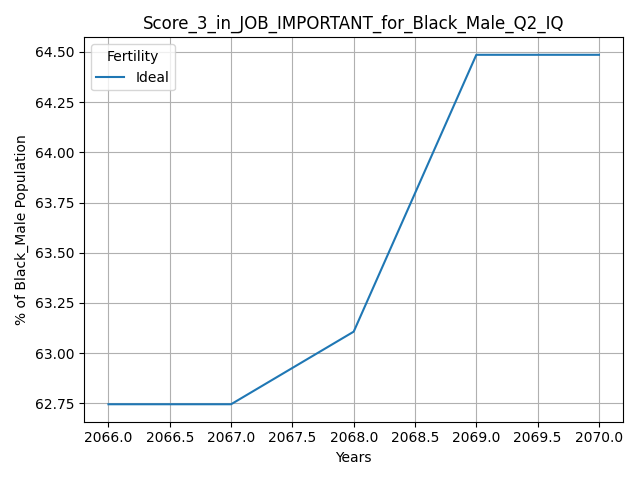 Score_3_in_JOB_IMPORTANT_for_Black_Male_Q2_IQ
Fertility
Ideal
% of Black_Male Population
64.50
64.25
64.00
63.75
63.50
63.25
63.00
62.75
2066.0 2066.5 2067.0 2067.5 2068.0 2068.5 2069.0 2069.5 2070.0
Years